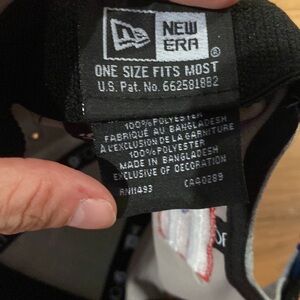 NEW
ERA®
ONE SIZE FITS MOST
U.S. Pat. No. 6625818B2
100%POLYESTER
FABRIQUÉ AU BANGLADESH
À L'EXCLUSION DE LA GARNITURE
100%POLYESTER
MADE IN BANGLADESH
EXCLUSIVE OF DECORATION
RN11493 CA40289
OF